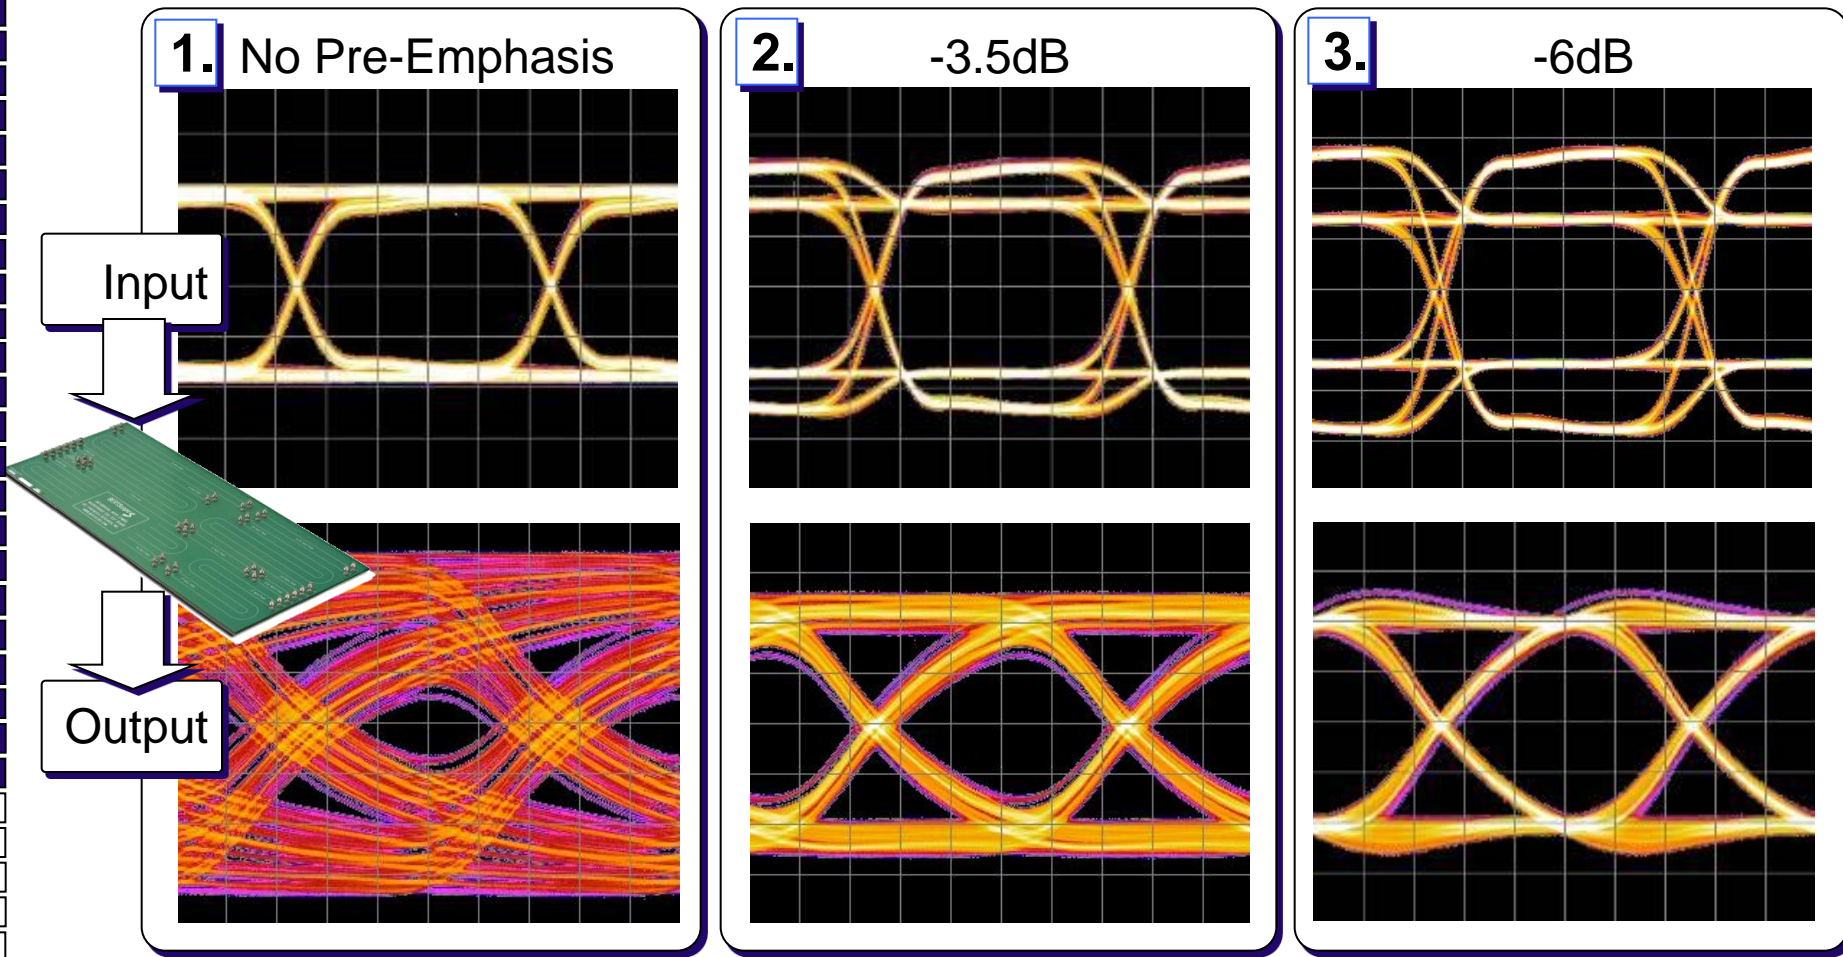 1. No Pre-Emphasis
2. -3.5dB
3. -6dB
Input
Output